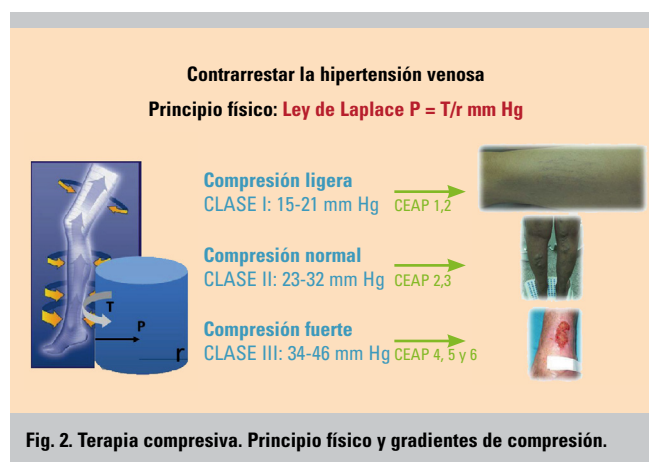 Contrarrestar la hipertensión venosa
Principio físico: Ley de Laplace P = T/r mm Hg
Compresión ligera
CLASE I: 15-21 mm Hg CEAP 1,2
Compresión normal
CLASE II: 23-32 mm Hg CEAP 2,3
Compresión fuerte
CLASE III: 34-46 mm Hg CEAP 4, 5 y 6
T
P
r
Fig. 2. Terapia compresiva. Principio físico y gradientes de compresión.